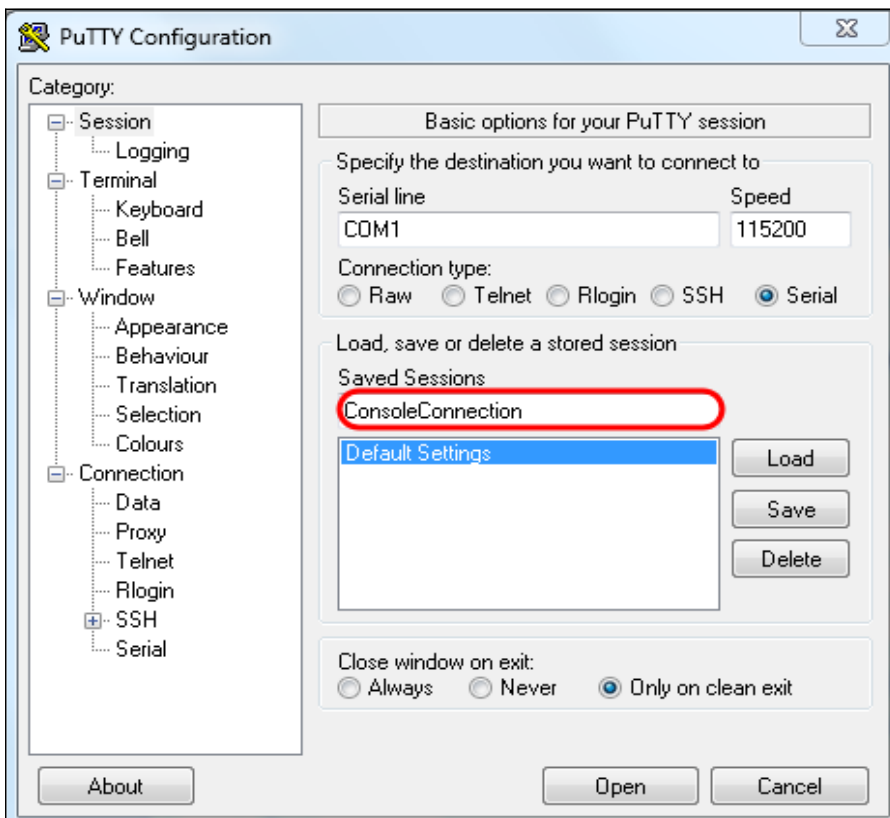 PuTTY Configuration
Category:
Session
Logging
Terminal
Keyboard
Bell
Features
Window
Appearance
Behaviour
Translation
Selection
Colours
Connection
Data
Proxy
Telnet
Rlogin
SSH
Serial
Basic options for your PuTTY session
Specify the destination you want to connect to
Serial line Speed
COM1 115200
Connection type:
Raw Telnet Rlogin SSH Serial
Load, save or delete a stored session
Saved Sessions
ConsoleConnection
Default Settings
Load
Save
Delete
Close window on exit:
Always Never Only on clean exit
About Open Cancel